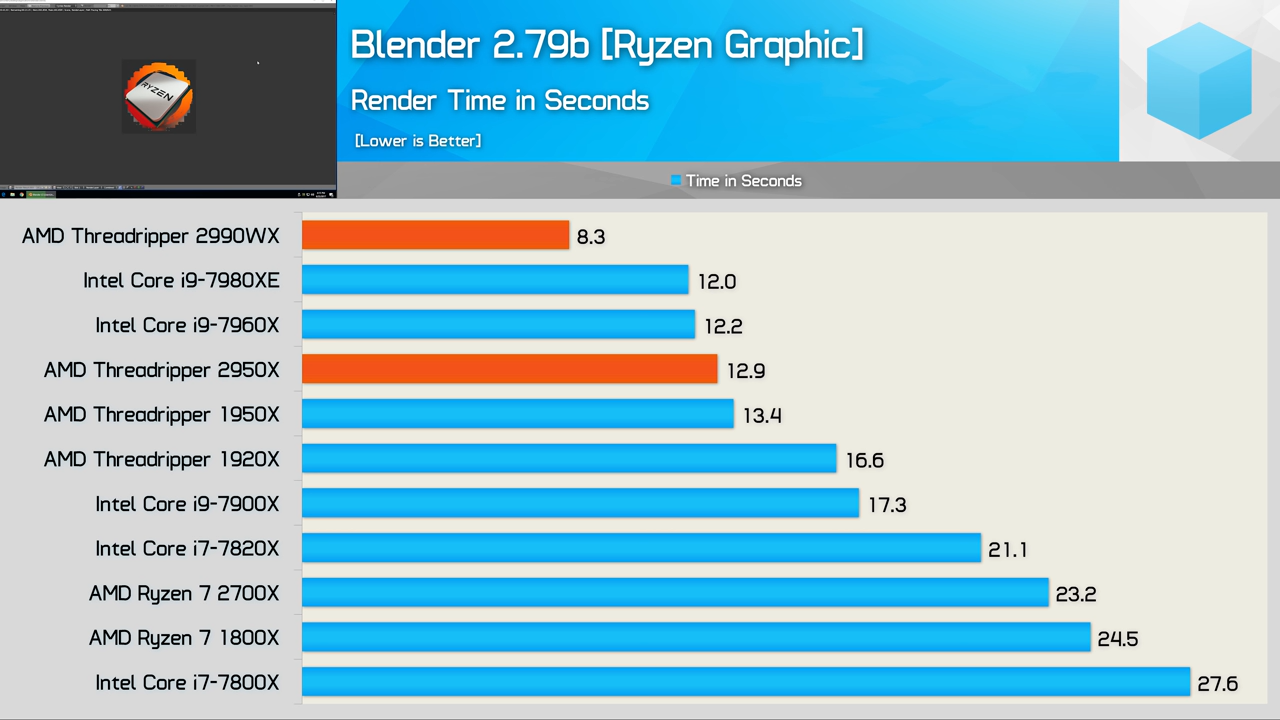 RYZEN
Blender 2.79b [Ryzen Graphic]
Render Time in Seconds
[Lower is Better]
Time in Seconds
AMD Threadripper 2990WX 8.3
Intel Core i9-7980XE 12.0
Intel Core i9-7960X 12.2
AMD Threadripper 2950X 12.9
AMD Threadripper 1950X 13.4
AMD Threadripper 1920X 16.6
Intel Core i9-7900X 17.3
Intel Core i7-7820X 21.1
AMD Ryzen 7 2700X 23.2
AMD Ryzen 7 1800X 24.5
Intel Core i7-7800X 27.6